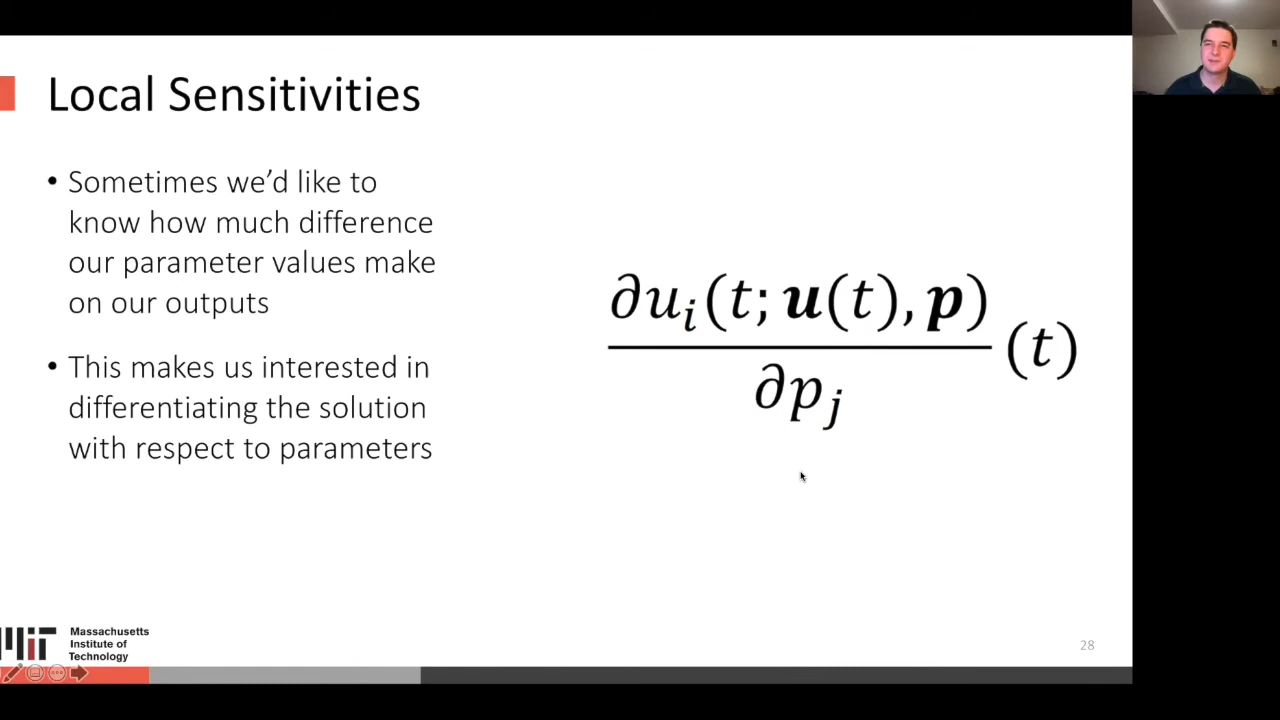 Local Sensitivities
• Sometimes we’d like to
know how much difference
our parameter values make
on our outputs
• This makes us interested in
differentiating the solution
with respect to parameters
∂u_i(t; u(t), p)
(t)
∂p_j
MIT
Massachusetts
Institute of
Technology
28